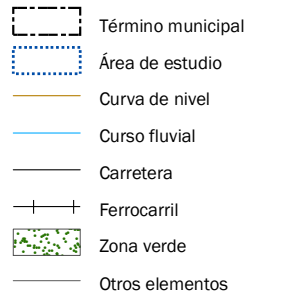 Término municipal
Área de estudio
Curva de nivel
Curso fluvial
Carretera
Ferrocarril
Zona verde
Otros elementos